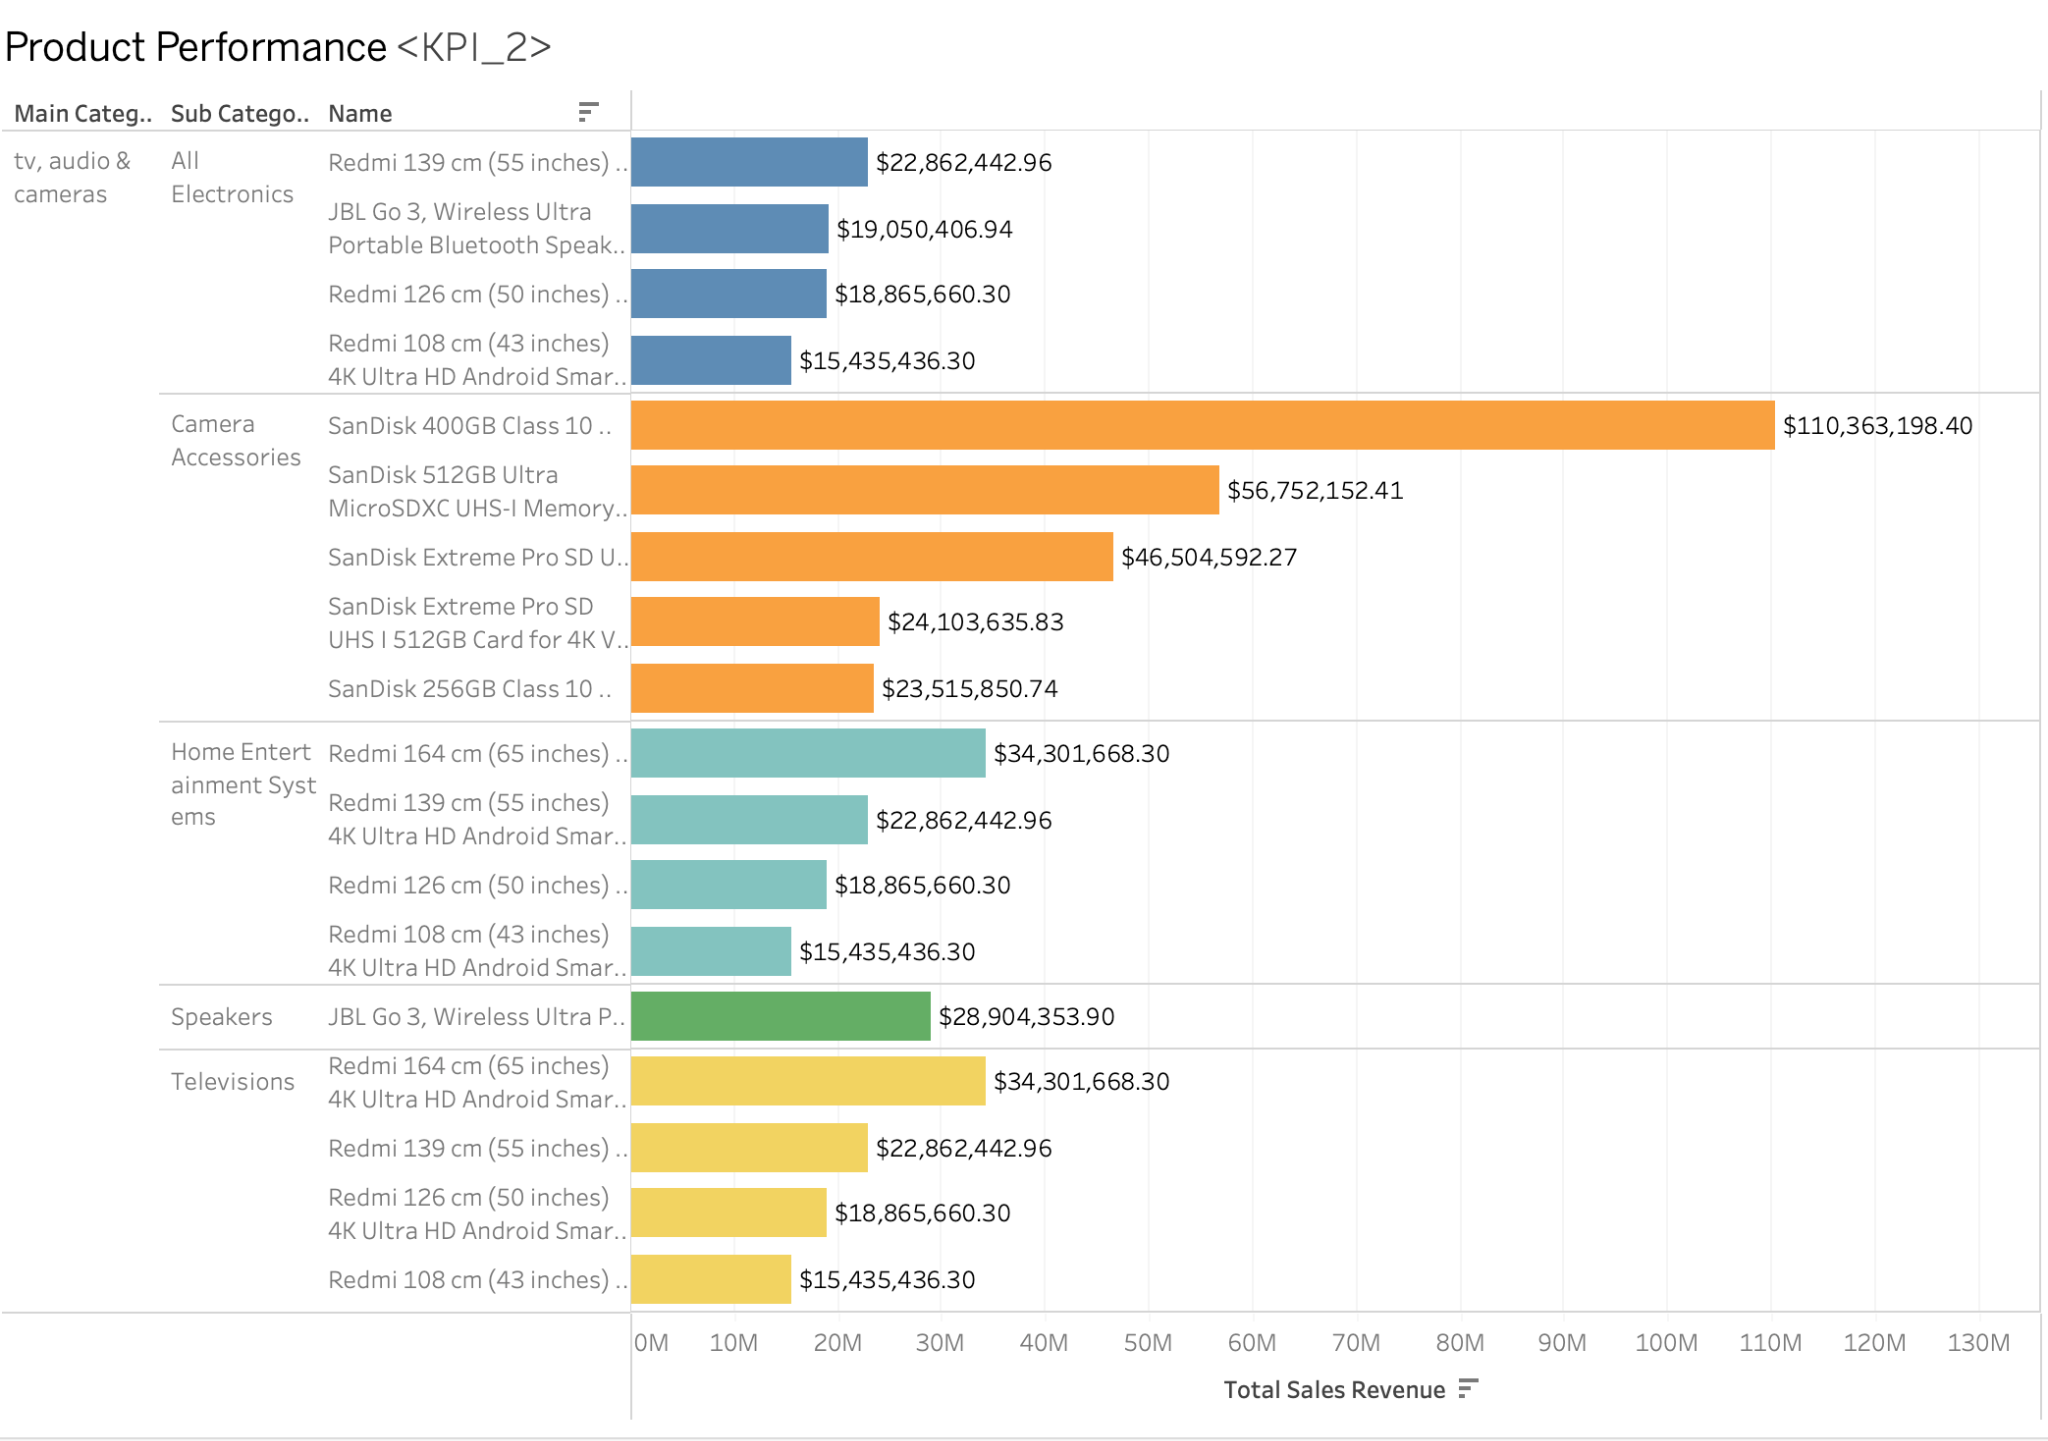 Product Performance <KPI_2>
Main Categ.. Sub Catego.. Name
tv, audio &
cameras
All
Electronics
Redmi 139 cm (55 inches) .. $22,862,442.96
JBL Go 3, Wireless Ultra
Portable Bluetooth Speak.. $19,050,406.94
Redmi 126 cm (50 inches) .. $18,865,660.30
Redmi 108 cm (43 inches)
4K Ultra HD Android Smar.. $15,435,436.30
Camera
Accessories
SanDisk 400GB Class 10 .. $110,363,198.40
SanDisk 512GB Ultra
MicroSDXC UHS-I Memory.. $56,752,152.41
SanDisk Extreme Pro SD U.. $46,504,592.27
SanDisk Extreme Pro SD
UHS I 512GB Card for 4K V.. $24,103,635.83
SanDisk 256GB Class 10 .. $23,515,850.74
Home Entert
ainment Syst
ems
Redmi 164 cm (65 inches) .. $34,301,668.30
Redmi 139 cm (55 inches)
4K Ultra HD Android Smar.. $22,862,442.96
Redmi 126 cm (50 inches) .. $18,865,660.30
Redmi 108 cm (43 inches)
4K Ultra HD Android Smar.. $15,435,436.30
Speakers JBL Go 3, Wireless Ultra P.. $28,904,353.90
Televisions
Redmi 164 cm (65 inches)
4K Ultra HD Android Smar.. $34,301,668.30
Redmi 139 cm (55 inches) .. $22,862,442.96
Redmi 126 cm (50 inches)
4K Ultra HD Android Smar.. $18,865,660.30
Redmi 108 cm (43 inches) .. $15,435,436.30
0M 10M 20M 30M 40M 50M 60M 70M 80M 90M 100M 110M 120M 130M
Total Sales Revenue